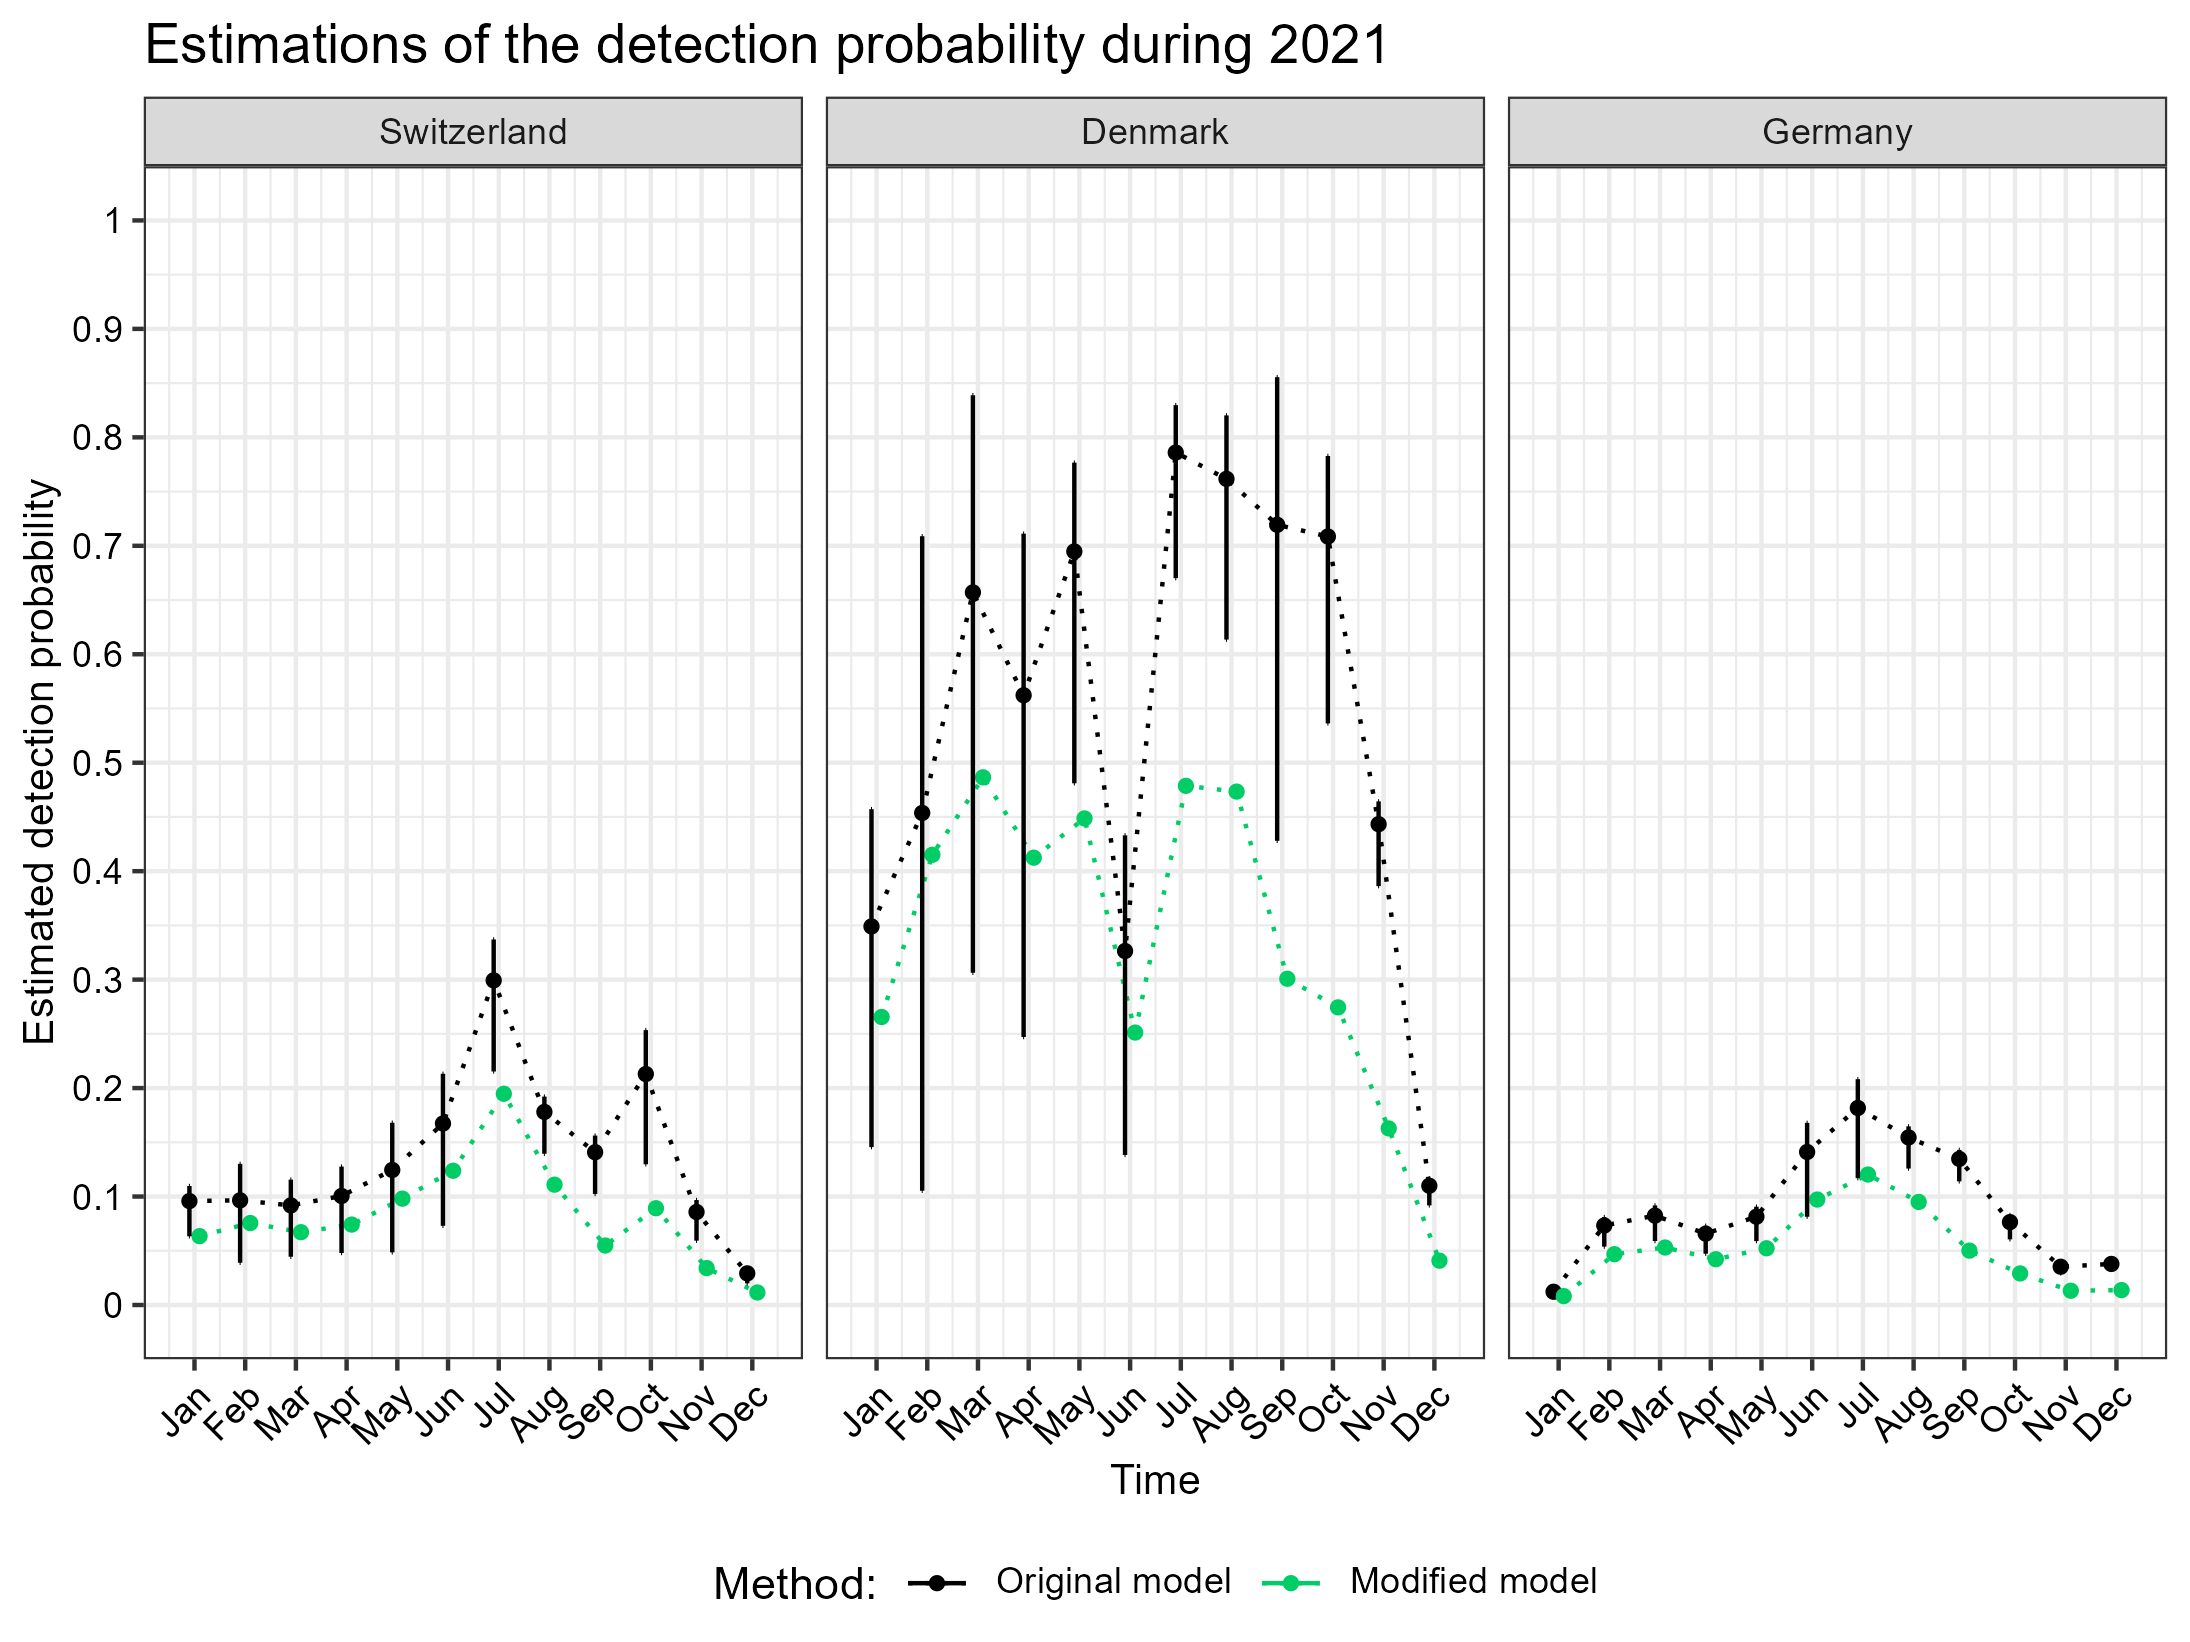 Estimations of the detection probability during 2021
Switzerland
Denmark
Germany
Estimated detection probability
1
0.9
0.8
0.7
0.6
0.5
0.4
0.3
0.2
0.1
0
Jan Feb Mar Apr May Jun Jul Aug Sep Oct Nov Dec
Jan Feb Mar Apr May Jun Jul Aug Sep Oct Nov Dec
Jan Feb Mar Apr May Jun Jul Aug Sep Oct Nov Dec
Time
Method: Original model Modified model